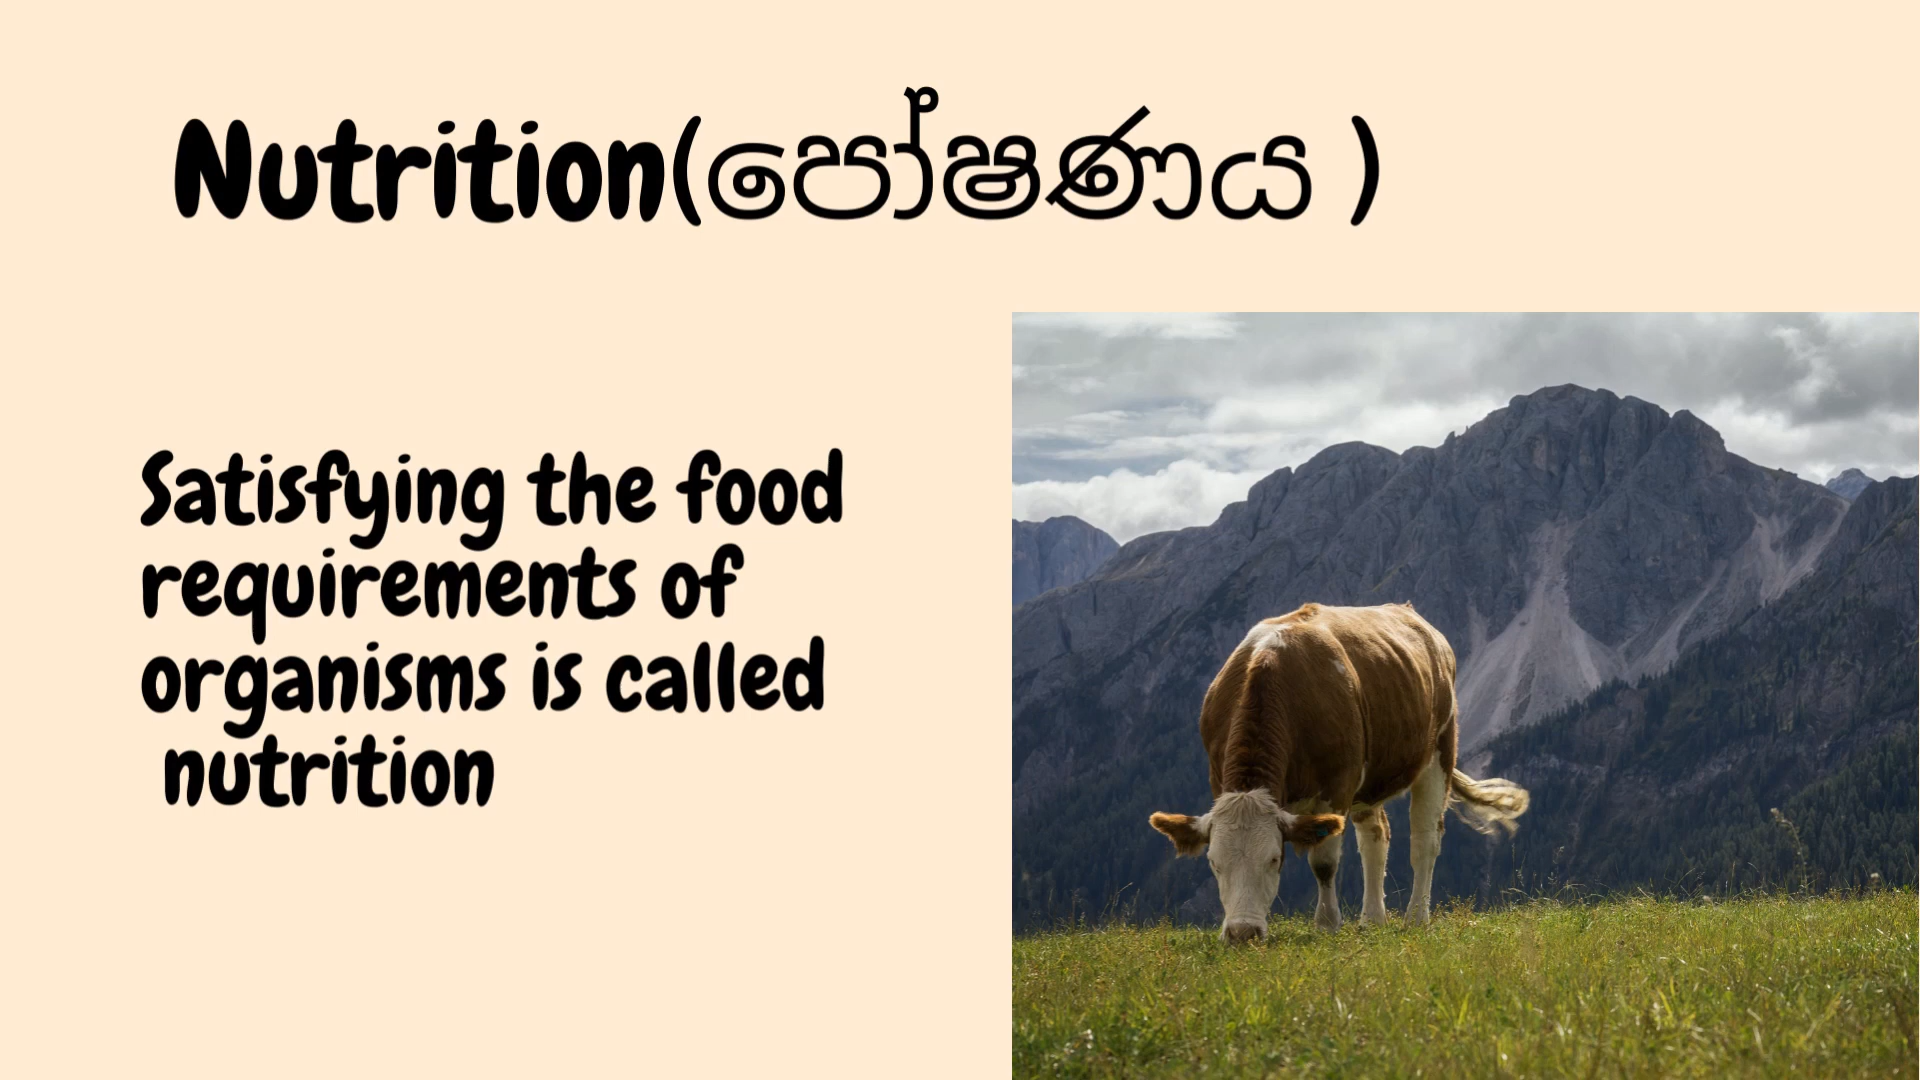 Nutrition(පෝෂණය )
Satisfying the food
requirements of
organisms is called
nutrition